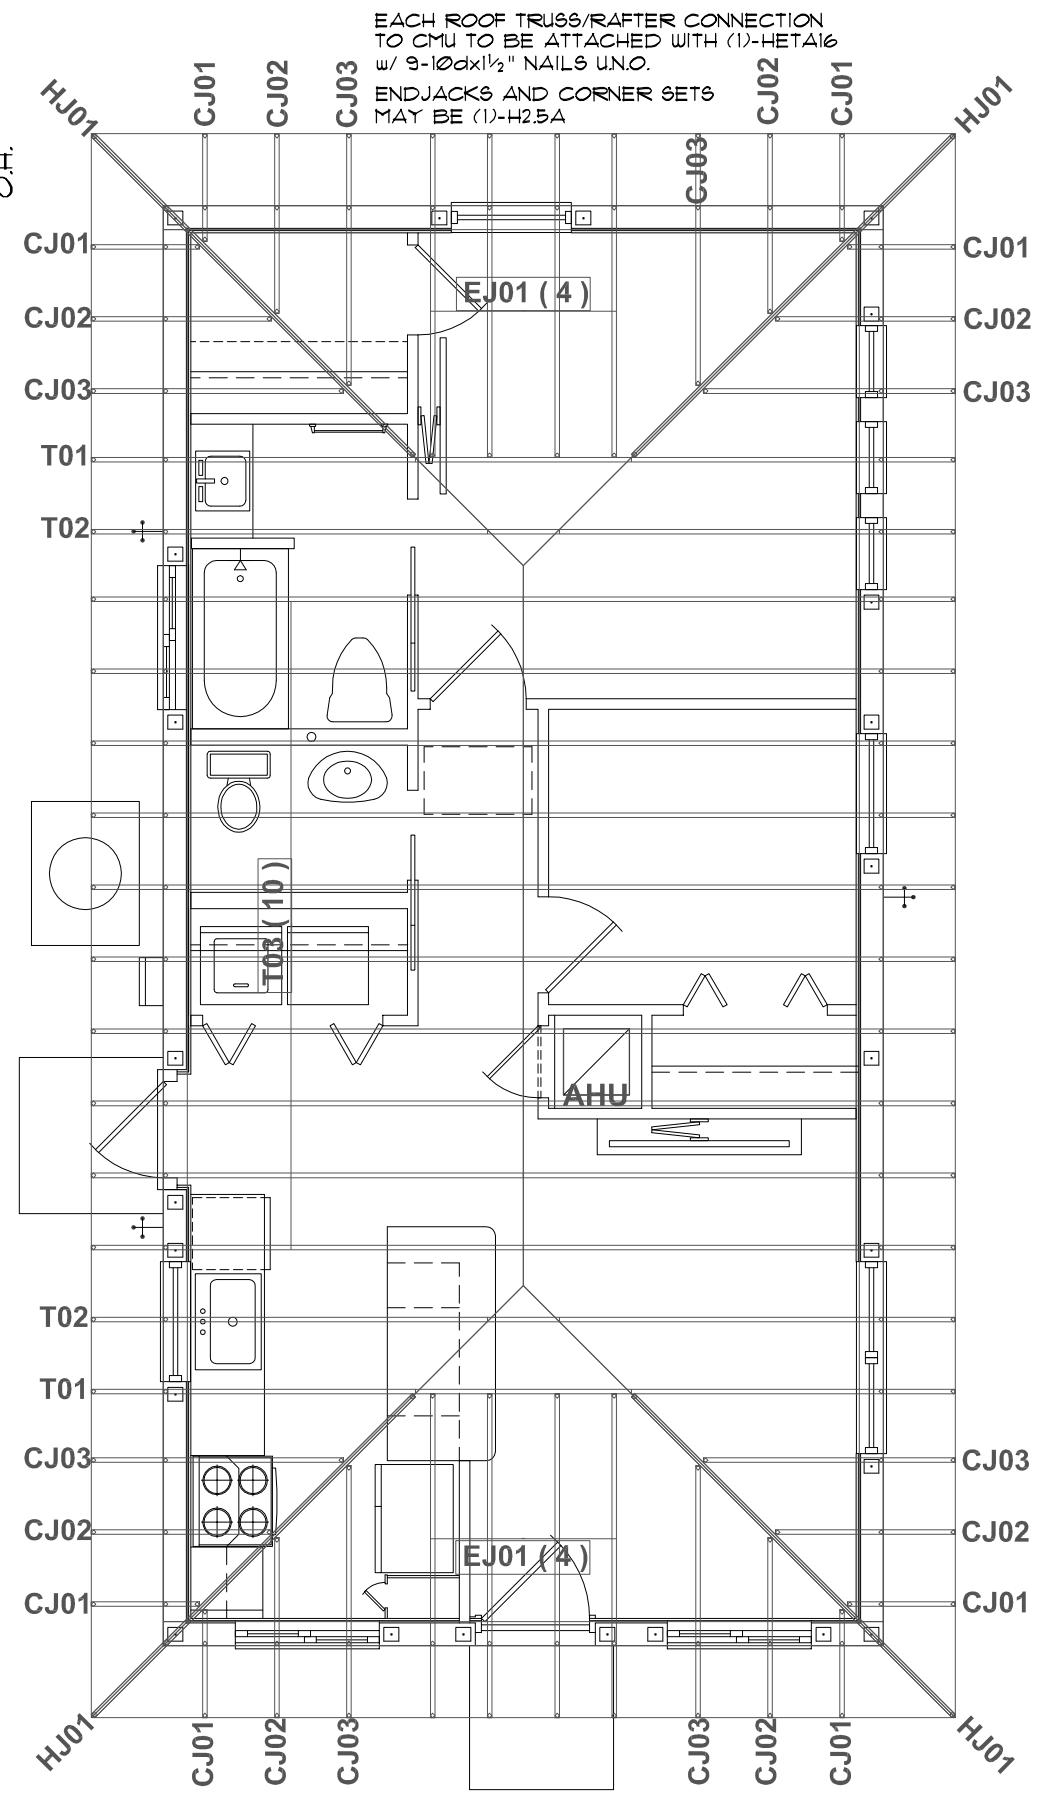 EACH ROOF TRUSS/RAFTER CONNECTION
TO CMU TO BE ATTACHED WITH (1)-HETA16
w/ 9-10dx1½" NAILS U.N.O.
ENDJACKS AND CORNER SETS
MAY BE (1)-H2.5A
HJ01
CJ01
CJ02
CJ03
CJ03
CJ02
CJ01
HJ01
CJ01
CJ01
EJ01 ( 4 )
CJ02
CJ02
CJ03
CJ03
T01
T02
T03 ( 10 )
AHU
T02
T01
CJ03
CJ03
CJ02
CJ02
EJ01 ( 4 )
CJ01
CJ01
HJ01
CJ01
CJ02
CJ03
CJ03
CJ02
CJ01
HJ01